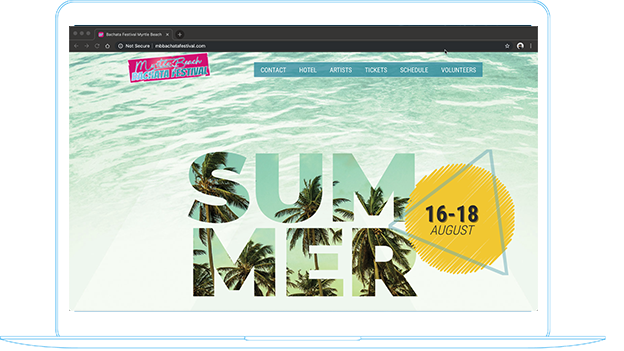 Bachata Festival Myrtle Beach
Not Secure | mbbachatafestival.com
Myrtle Beach
BACHATA FESTIVAL
CONTACT HOTEL ARTISTS TICKETS SCHEDULE VOLUNTEERS
SUM
MER
16-18
AUGUST